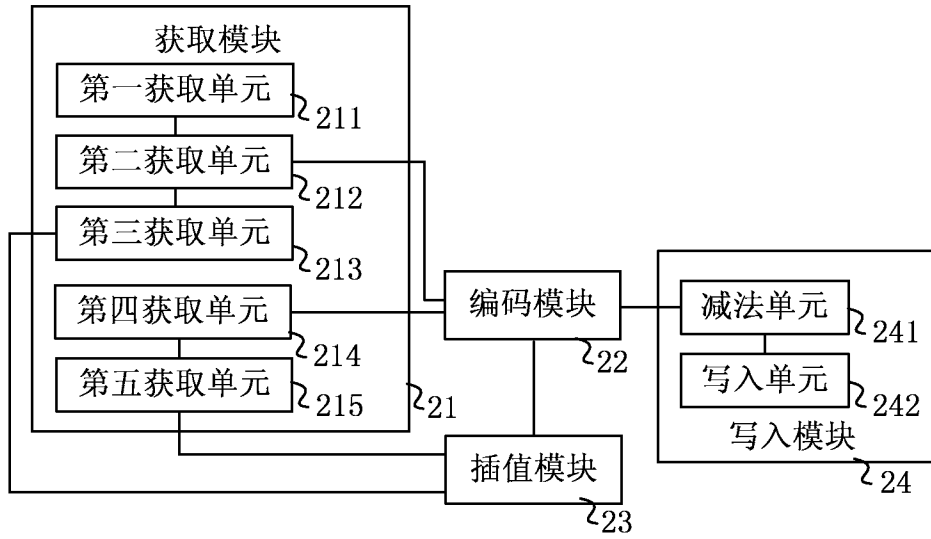 获取模块
第一获取单元
211
第二获取单元
212
第三获取单元
213
第四获取单元
214
第五获取单元
215
21
编码模块
22
插值模块
23
减法单元
241
写入单元
242
写入模块
24